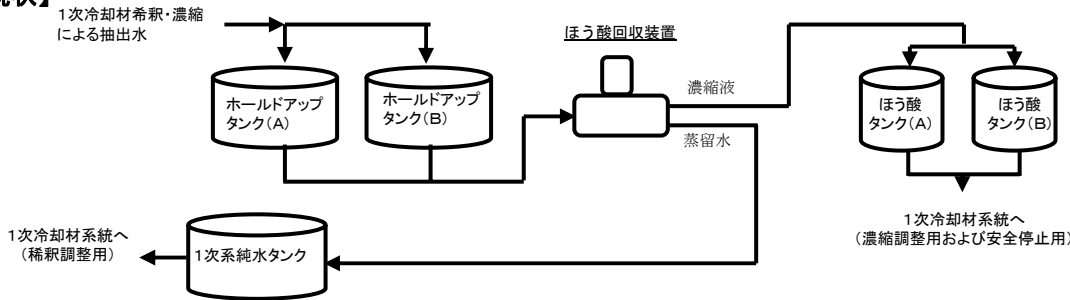 状】
1次冷却材希釈・濃縮
による抽出水
ほう酸回収装置
ホールドアップ
タンク(A)
ホールドアップ
タンク(B)
濃縮液
蒸留水
ほう酸
タンク(A)
ほう酸
タンク(B)
1次冷却材系統へ
(濃縮調整用および安全停止用)
1次冷却材系統へ
(稀釈調整用)
1次系純水タンク